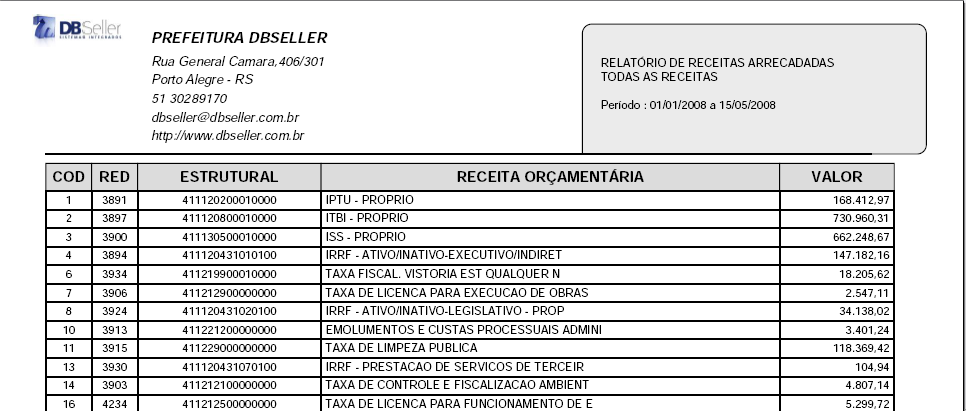 DBSeller
SISTEMAS INTEGRADOS
PREFEITURA DBSELLER
Rua General Camara,406/301
Porto Alegre - RS
51 30289170
dbseller@dbseller.com.br
http://www.dbseller.com.br
RELATÓRIO DE RECEITAS ARRECADADAS
TODAS AS RECEITAS
Período : 01/01/2008 a 15/05/2008
COD RED ESTRUTURAL RECEITA ORÇAMENTÁRIA VALOR
1 3891 411120200010000 IPTU - PROPRIO 168.412,97
2 3897 411120800010000 ITBI - PROPRIO 730.960,31
3 3900 411130500010000 ISS - PROPRIO 662.248,67
4 3894 411120431010100 IRRF - ATIVO/INATIVO-EXECUTIVO/INDIRET 147.182,16
6 3934 411219900010000 TAXA FISCAL. VISTORIA EST QUALQUER N 18.205,62
7 3906 411212900000000 TAXA DE LICENCA PARA EXECUCAO DE OBRAS 2.547,11
8 3924 411120431020100 IRRF - ATIVO/INATIVO-LEGISLATIVO - PROP 34.138,02
10 3913 411221200000000 EMOLUMENTOS E CUSTAS PROCESSUAIS ADMINI 3.401,24
11 3915 411229000000000 TAXA DE LIMPEZA PUBLICA 118.369,42
13 3930 411120431070100 IRRF - PRESTACAO DE SERVICOS DE TERCEIR 104,94
14 3903 411212100000000 TAXA DE CONTROLE E FISCALIZACAO AMBIENT 4.807,14
16 4234 411212500000000 TAXA DE LICENCA PARA FUNCIONAMENTO DE E 5.299,72